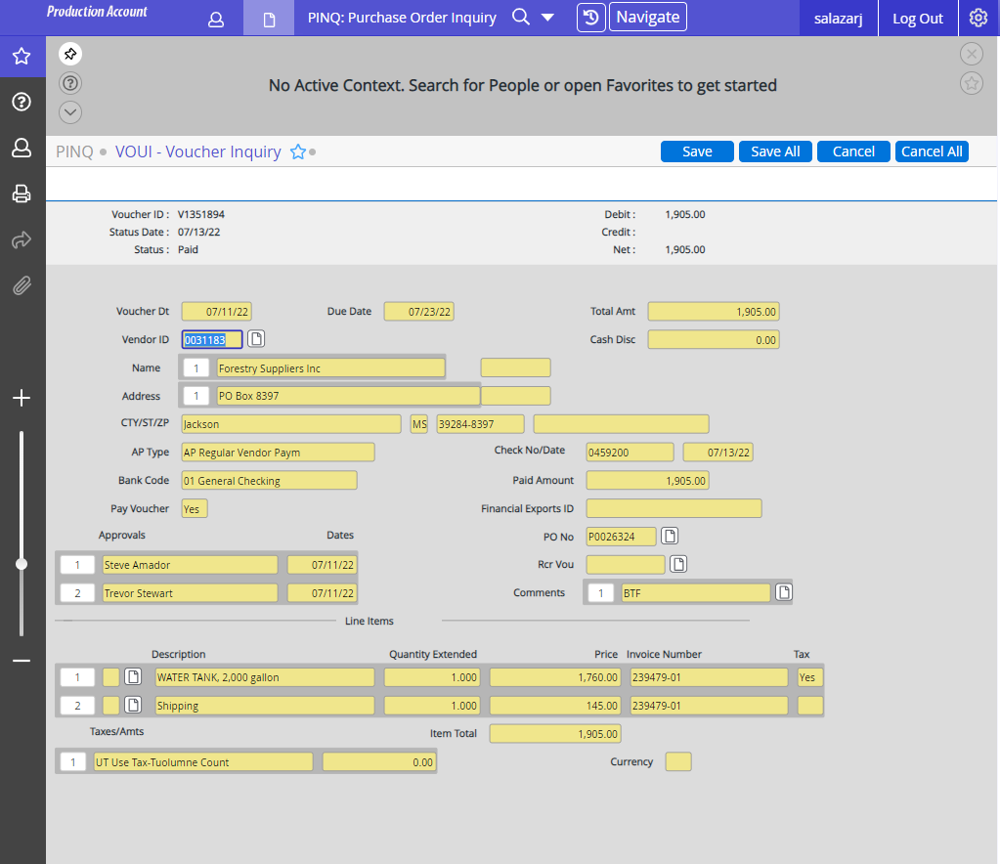 Production Account
PINQ: Purchase Order Inquiry
Navigate
salazarj
Log Out
No Active Context. Search for People or open Favorites to get started
PINQ VOUI - Voucher Inquiry
Save Save All Cancel Cancel All
Voucher ID : V1351894 Debit : 1,905.00
Status Date : 07/13/22 Credit :
Status : Paid Net : 1,905.00
Voucher Dt 07/11/22 Due Date 07/23/22 Total Amt 1,905.00
Vendor ID 0031183 Cash Disc 0.00
Name 1 Forestry Suppliers Inc
Address 1 PO Box 8397
CTY/ST/ZP Jackson MS 39284-8397
AP Type AP Regular Vendor Paym Check No/Date 0459200 07/13/22
Bank Code 01 General Checking Paid Amount 1,905.00
Pay Voucher Yes Financial Exports ID
Approvals Dates PO No P0026324
1 Steve Amador 07/11/22 Rcr Vou
2 Trevor Stewart 07/11/22 Comments 1 BTF
Line Items
Description Quantity Extended Price Invoice Number Tax
1 WATER TANK, 2,000 gallon 1.000 1,760.00 239479-01 Yes
2 Shipping 1.000 145.00 239479-01
Taxes/Amts Item Total 1,905.00
1 UT Use Tax-Tuolumne Count 0.00 Currency